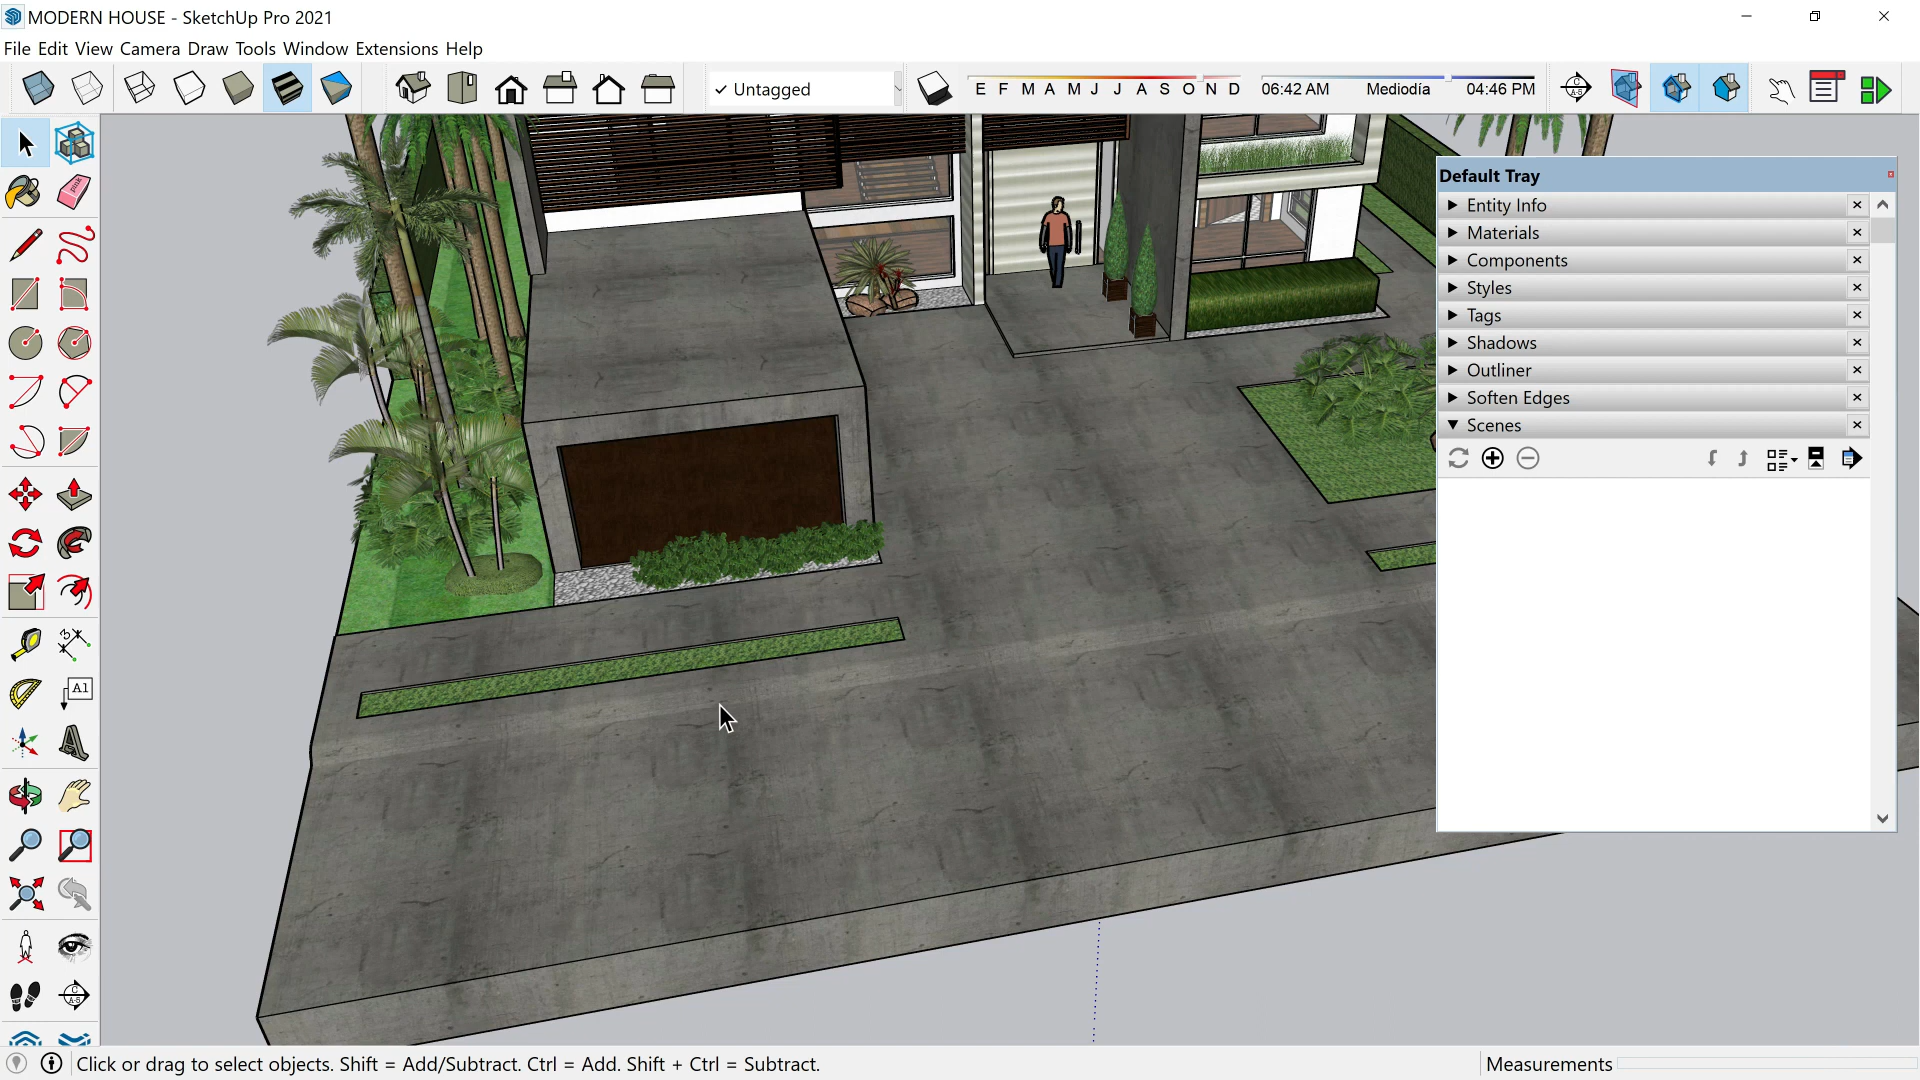 MODERN HOUSE - SketchUp Pro 2021
File Edit View Camera Draw Tools Window Extensions Help
✓ Untagged
E F M A M J J A S O N D
06:42 AM Mediodía 04:46 PM
Default Tray
Entity Info
Materials
Components
Styles
Tags
Shadows
Outliner
Soften Edges
Scenes
A1
Click or drag to select objects. Shift = Add/Subtract. Ctrl = Add. Shift + Ctrl = Subtract.
Measurements